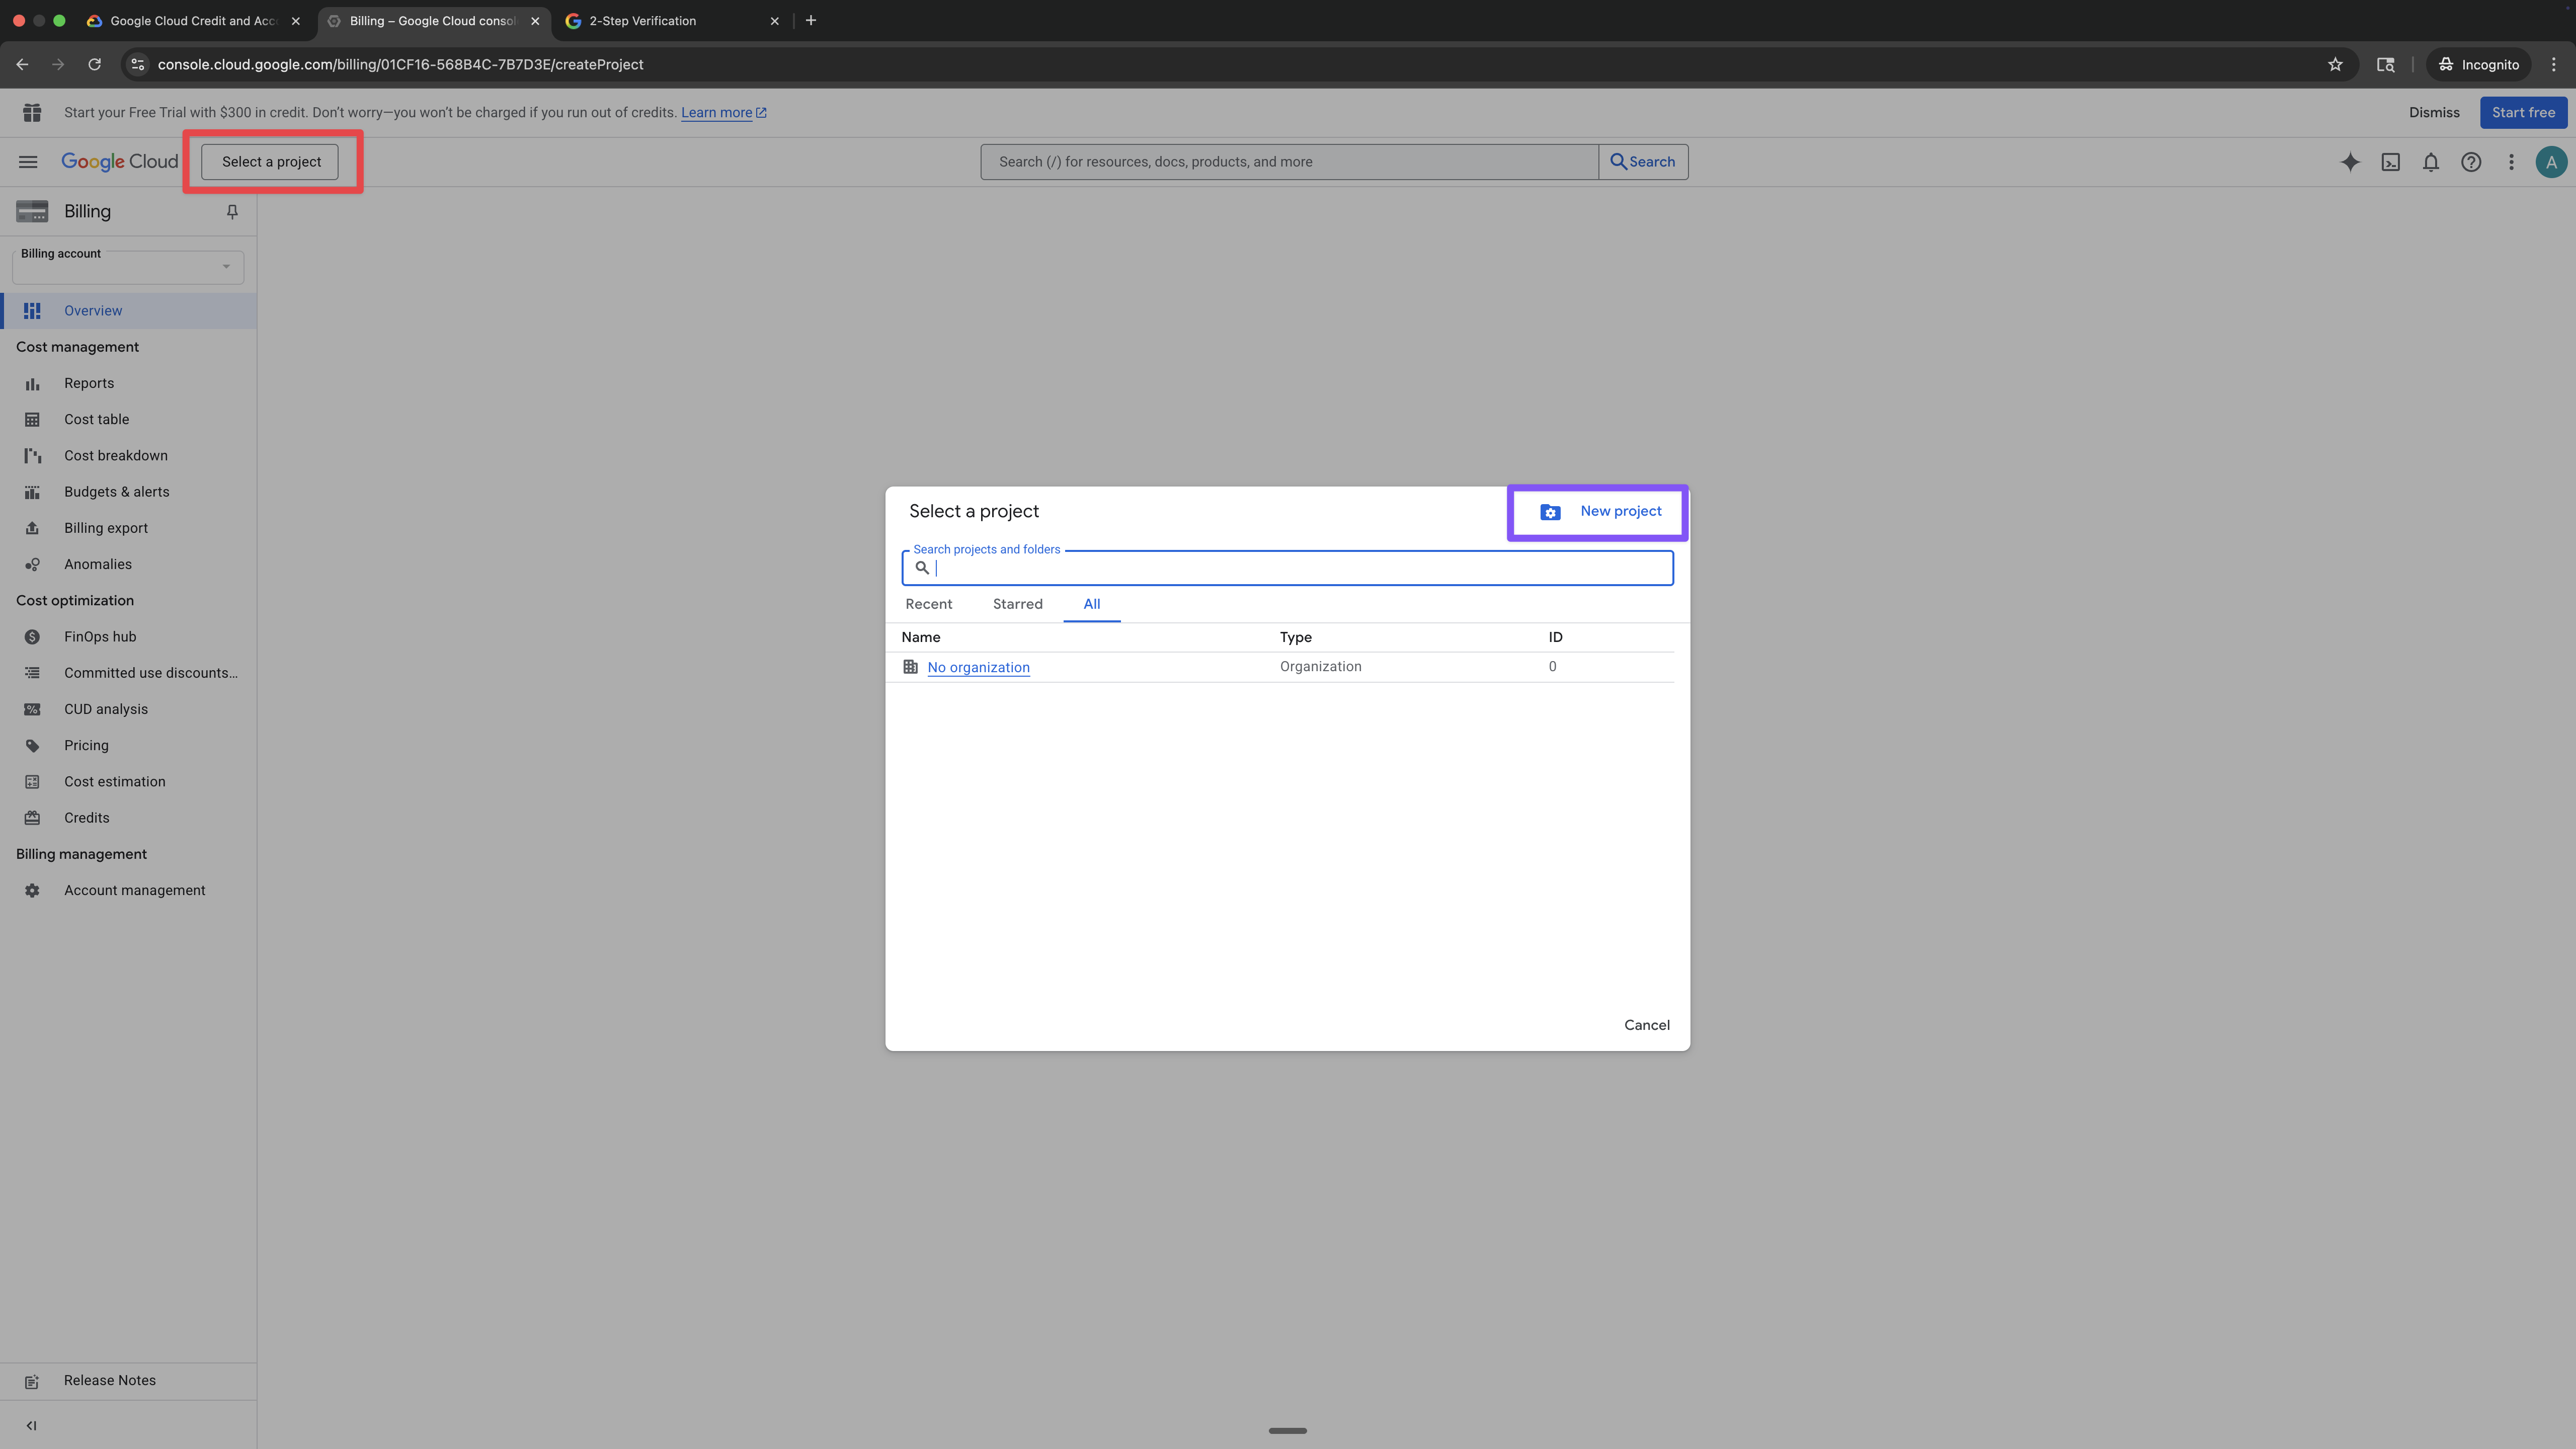 Google Cloud Credit and Acc
Billing – Google Cloud consol
2-Step Verification
console.cloud.google.com/billing/01CF16-568B4C-7B7D3E/createProject
Incognito
Start your Free Trial with $300 in credit. Don't worry—you won't be charged if you run out of credits. Learn more
Dismiss
Start free
Google Cloud
Select a project
Search (/) for resources, docs, products, and more
Search
A
Billing
Billing account
Overview
Cost management
Reports
Cost table
Cost breakdown
Budgets & alerts
Billing export
Anomalies
Cost optimization
FinOps hub
Committed use discounts...
CUD analysis
Pricing
Cost estimation
Credits
Billing management
Account management
Release Notes
Select a project
New project
Search projects and folders
Recent
Starred
All
Name
Type
ID
No organization
Organization
0
Cancel